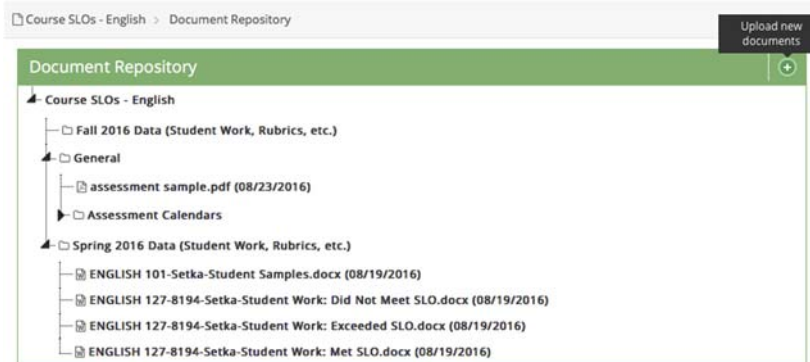 Course SLOs - English > Document Repository
Upload new
documents
Document Repository
Course SLOs - English
Fall 2016 Data (Student Work, Rubrics, etc.)
General
assessment sample.pdf (08/23/2016)
Assessment Calendars
Spring 2016 Data (Student Work, Rubrics, etc.)
ENGLISH 101-Setka-Student Samples.docx (08/19/2016)
ENGLISH 127-8194-Setka-Student Work: Did Not Meet SLO.docx (08/19/2016)
ENGLISH 127-8194-Setka-Student Work: Exceeded SLO.docx (08/19/2016)
ENGLISH 127-8194-Setka-Student Work: Met SLO.docx (08/19/2016)